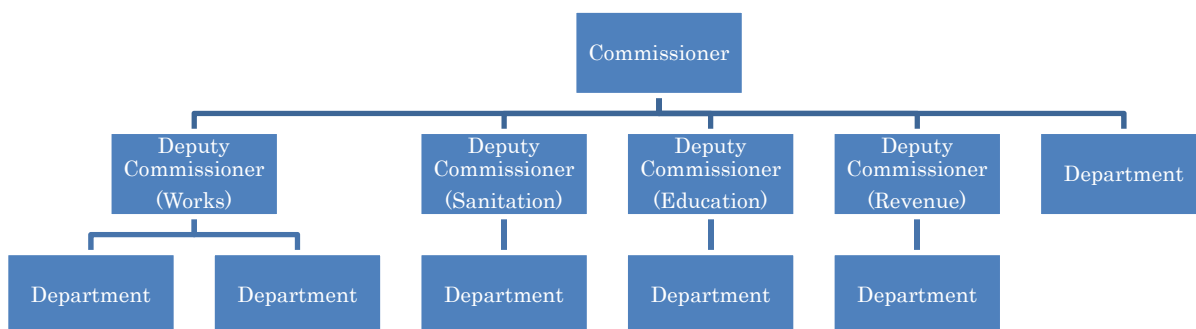 Commissioner
Deputy
Commissioner
(Works)
Deputy
Commissioner
(Sanitation)
Deputy
Commissioner
(Education)
Deputy
Commissioner
(Revenue)
Department
Department
Department
Department
Department
Department